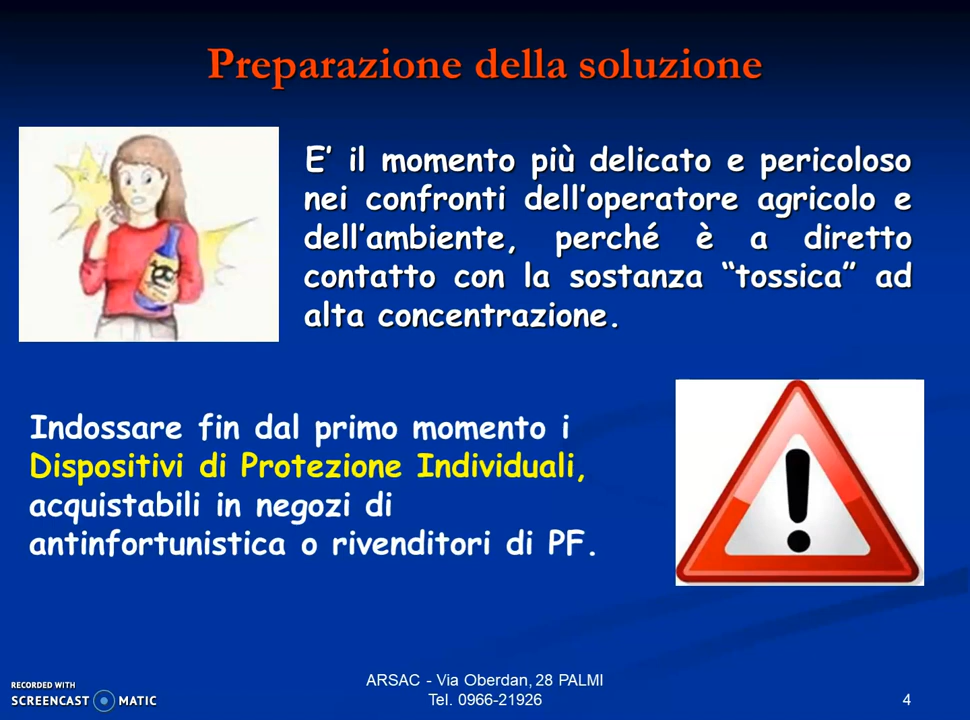 Preparazione della soluzione
E’ il momento più delicato e pericoloso
nei confronti dell’operatore agricolo e
dell’ambiente, perché è a diretto
contatto con la sostanza “tossica” ad
alta concentrazione.
Indossare fin dal primo momento i
Dispositivi di Protezione Individuali,
acquistabili in negozi di
antinfortunistica o rivenditori di PF.
RECORDED WITH
SCREENCAST MATIC
ARSAC - Via Oberdan, 28 PALMI
Tel. 0966-21926
4